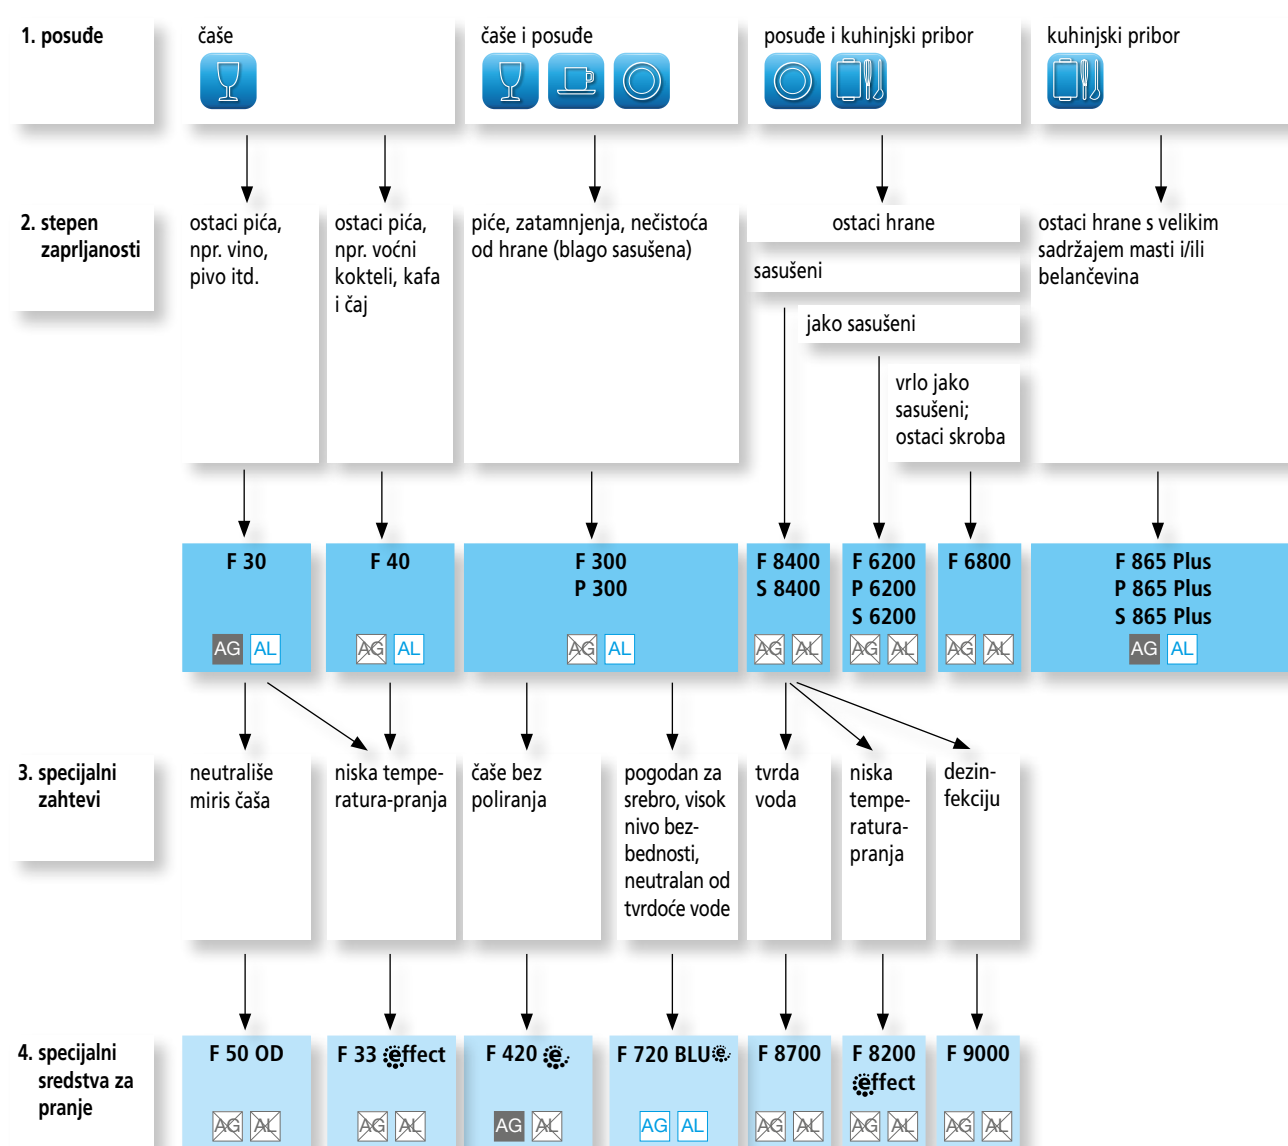 1. posuđe
čaše
čaše i posuđe
posuđe i kuhinjski pribor
kuhinjski pribor
2. stepen
zaprljanosti
ostaci pića,
npr. vino,
pivo itd.
ostaci pića,
npr. voćni
kokteli, kafa
i čaj
piće, zatamnjenja, nečistoća
od hrane (blago sasušena)
ostaci hrane
sasušeni
jako sasušeni
vrlo jako
sasušeni;
ostaci skroba
ostaci hrane s velikim
sadržajem masti i/ili
belančevina
F 30
AG AL
F 40
AG AL
F 300
P 300
AG AL
F 8400
S 8400
AG AL
F 6200
P 6200
S 6200
AG AL
F 6800
AG AL
F 865 Plus
P 865 Plus
S 865 Plus
AG AL
3. specijalni
zahtevi
neutrališe
miris čaša
niska tempe-
ratura-pranja
čaše bez
poliranja
pogodan za
srebro, visok
nivo bez-
bednosti,
neutralan od
tvrdoće vode
tvrda
voda
niska
tempe-
ratura-
pranja
dezin-
fekciju
4. specijalni
sredstva za
pranje
F 50 OD
AG AL
F 33 effect
AG AL
F 420 e
AG AL
F 720 BLU e
AG AL
F 8700
AG AL
F 8200
effect
AG AL
F 9000
AG AL